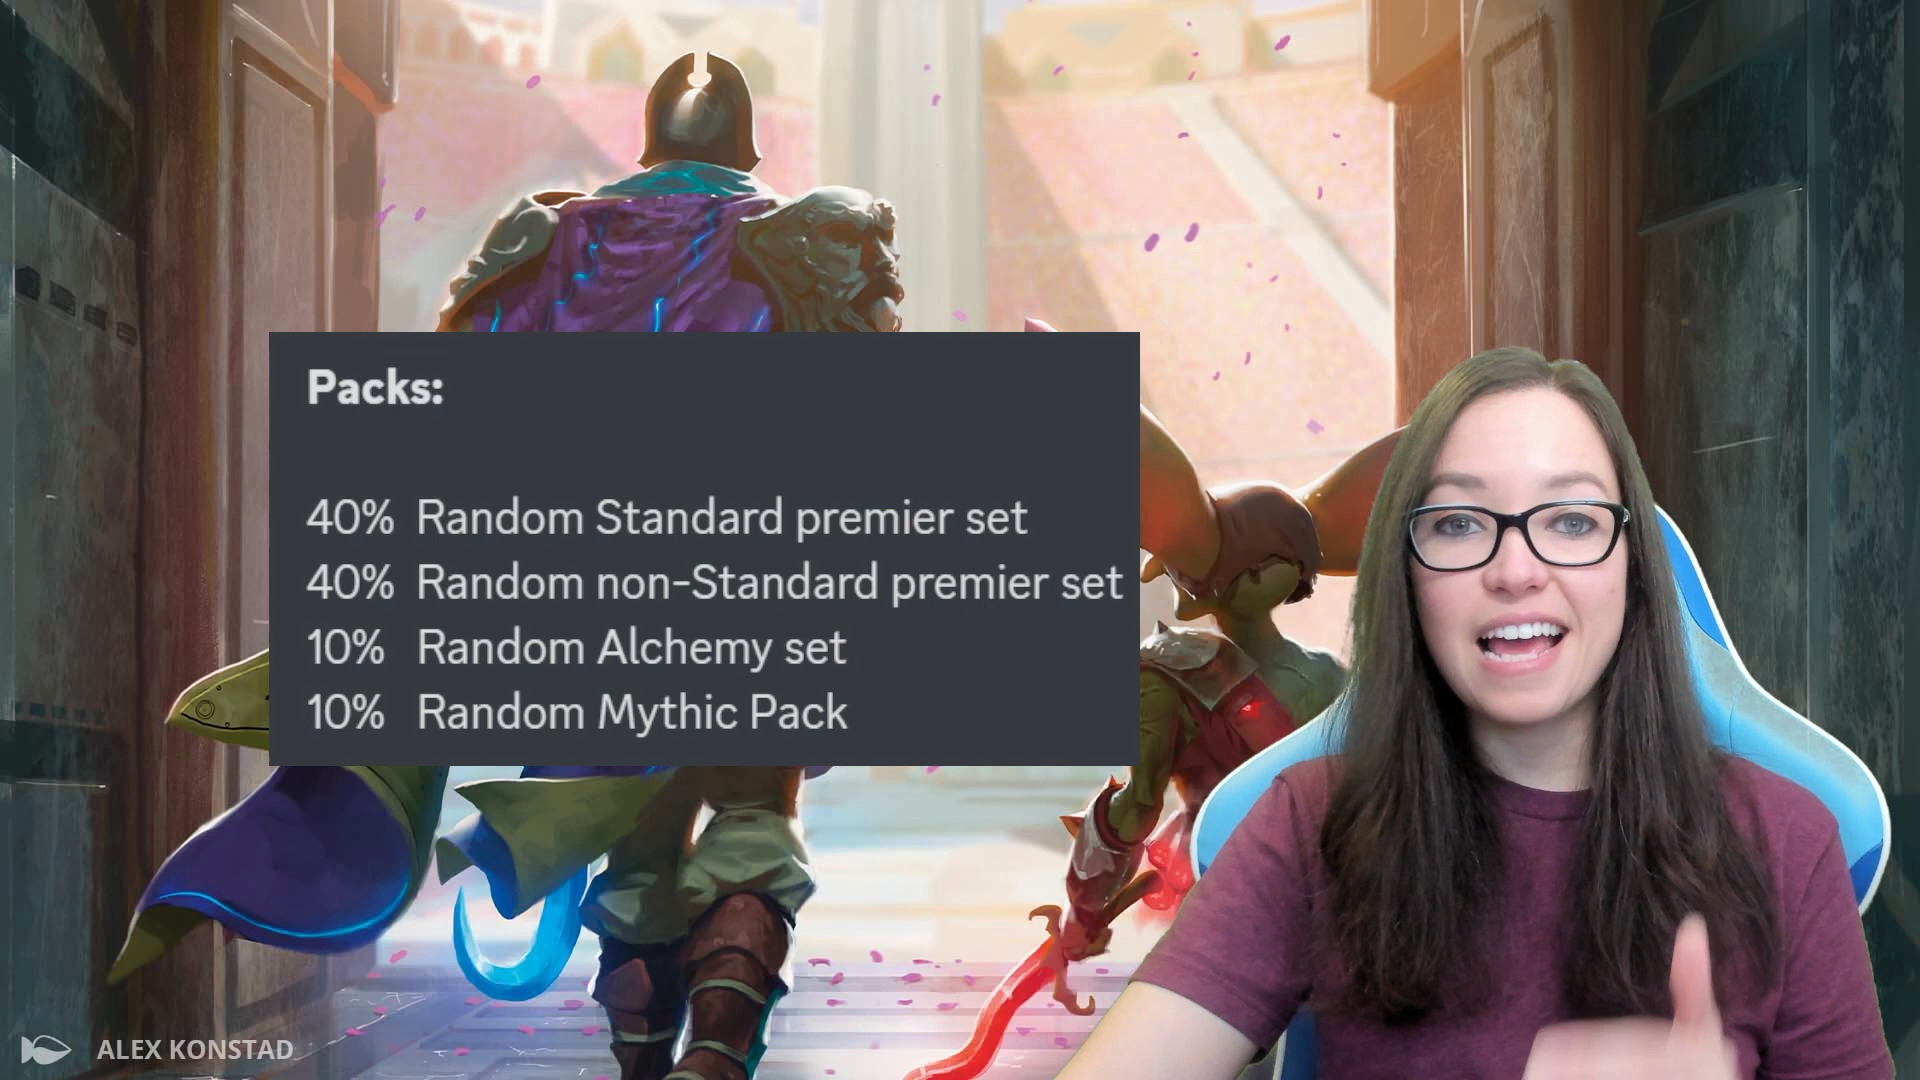 Packs:
40% Random Standard premier set
40% Random non-Standard premier set
10% Random Alchemy set
10% Random Mythic Pack
ALEX KONSTAD